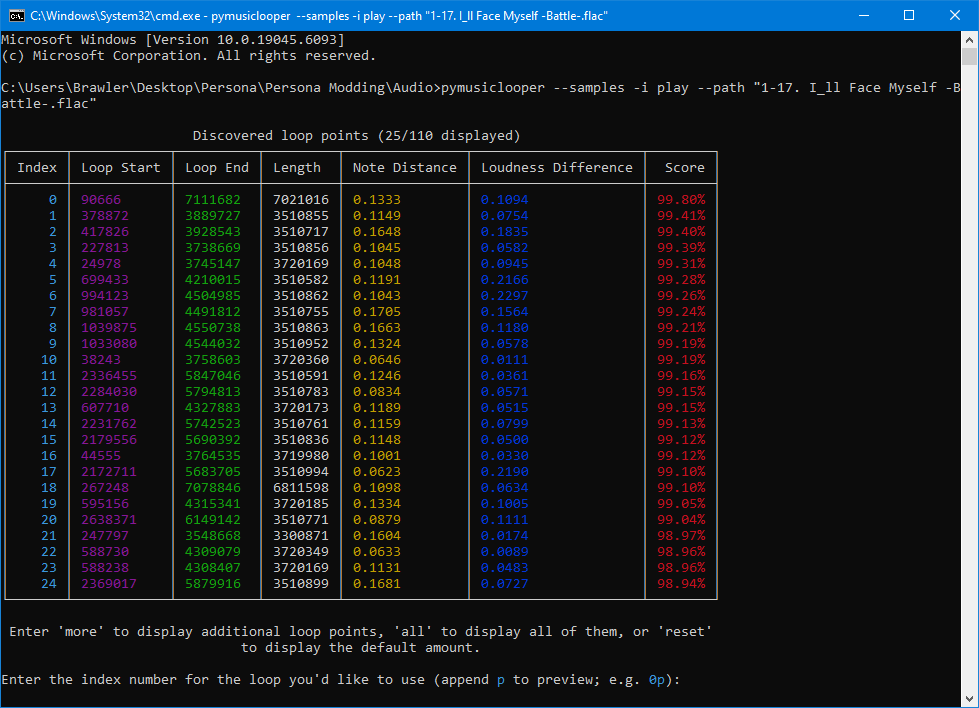 C:\Windows\System32\cmd.exe - pymusiclooper --samples -i play --path "1-17. I_ll Face Myself -Battle-.flac"
Microsoft Windows [Version 10.0.19045.6093]
(c) Microsoft Corporation. All rights reserved.
C:\Users\Brawler\Desktop\Persona\Persona Modding\Audio>pymusiclooper --samples -i play --path "1-17. I_ll Face Myself -B
attle-.flac"
Discovered loop points (25/110 displayed)
Index Loop Start Loop End Length Note Distance Loudness Difference Score
0 90666 7111682 7021016 0.1333 0.1094 99.80%
1 378872 3889727 3510855 0.1149 0.0754 99.41%
2 417826 3928543 3510717 0.1648 0.1835 99.40%
3 227813 3738669 3510856 0.1045 0.0582 99.39%
4 24978 3745147 3720169 0.1048 0.0945 99.31%
5 699433 4210015 3510582 0.1191 0.2166 99.28%
6 994123 4504985 3510862 0.1043 0.2297 99.26%
7 981057 4491812 3510755 0.1705 0.1564 99.24%
8 1039875 4550738 3510863 0.1663 0.1180 99.21%
9 1033080 4544032 3510952 0.1324 0.0578 99.19%
10 38243 3758603 3720360 0.0646 0.0111 99.19%
11 2336455 5847046 3510591 0.1246 0.0361 99.16%
12 2284030 5794813 3510783 0.0834 0.0571 99.15%
13 607710 4327883 3720173 0.1189 0.0515 99.15%
14 2231762 5742523 3510761 0.1159 0.0799 99.13%
15 2179556 5690392 3510836 0.1148 0.0500 99.12%
16 44555 3764535 3719980 0.1001 0.0330 99.12%
17 2172711 5683705 3510994 0.0623 0.2190 99.10%
18 267248 7078846 6811598 0.1098 0.0634 99.10%
19 595156 4315341 3720185 0.1334 0.1005 99.05%
20 2638371 6149142 3510771 0.0879 0.1111 99.04%
21 247797 3548668 3300871 0.1604 0.0174 98.97%
22 588730 4309079 3720349 0.0633 0.0089 98.96%
23 588238 4308407 3720169 0.1131 0.0483 98.96%
24 2369017 5879916 3510899 0.1681 0.0727 98.94%
Enter 'more' to display additional loop points, 'all' to display all of them, or 'reset'
to display the default amount.
Enter the index number for the loop you'd like to use (append p to preview; e.g. 0p):